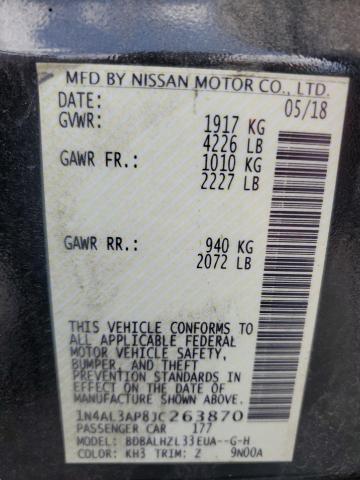 MFD BY NISSAN MOTOR CO., LTD.
DATE: 05/18
GVWR: 1917 KG
4226 LB
GAWR FR.: 1010 KG
2227 LB
GAWR RR.: 940 KG
2072 LB
THIS VEHICLE CONFORMS TO
ALL APPLICABLE FEDERAL
MOTOR VEHICLE SAFETY,
BUMPER, AND THEFT
PREVENTION STANDARDS IN
EFFECT ON THE DATE OF
MANUFACTURE SHOWN ABOVE.
1N4AL3AP8JC263870
PASSENGER CAR 177
MODEL: BDBALHZL33EUA--G-H
COLOR: KH3 TRIM: Z 9N00A